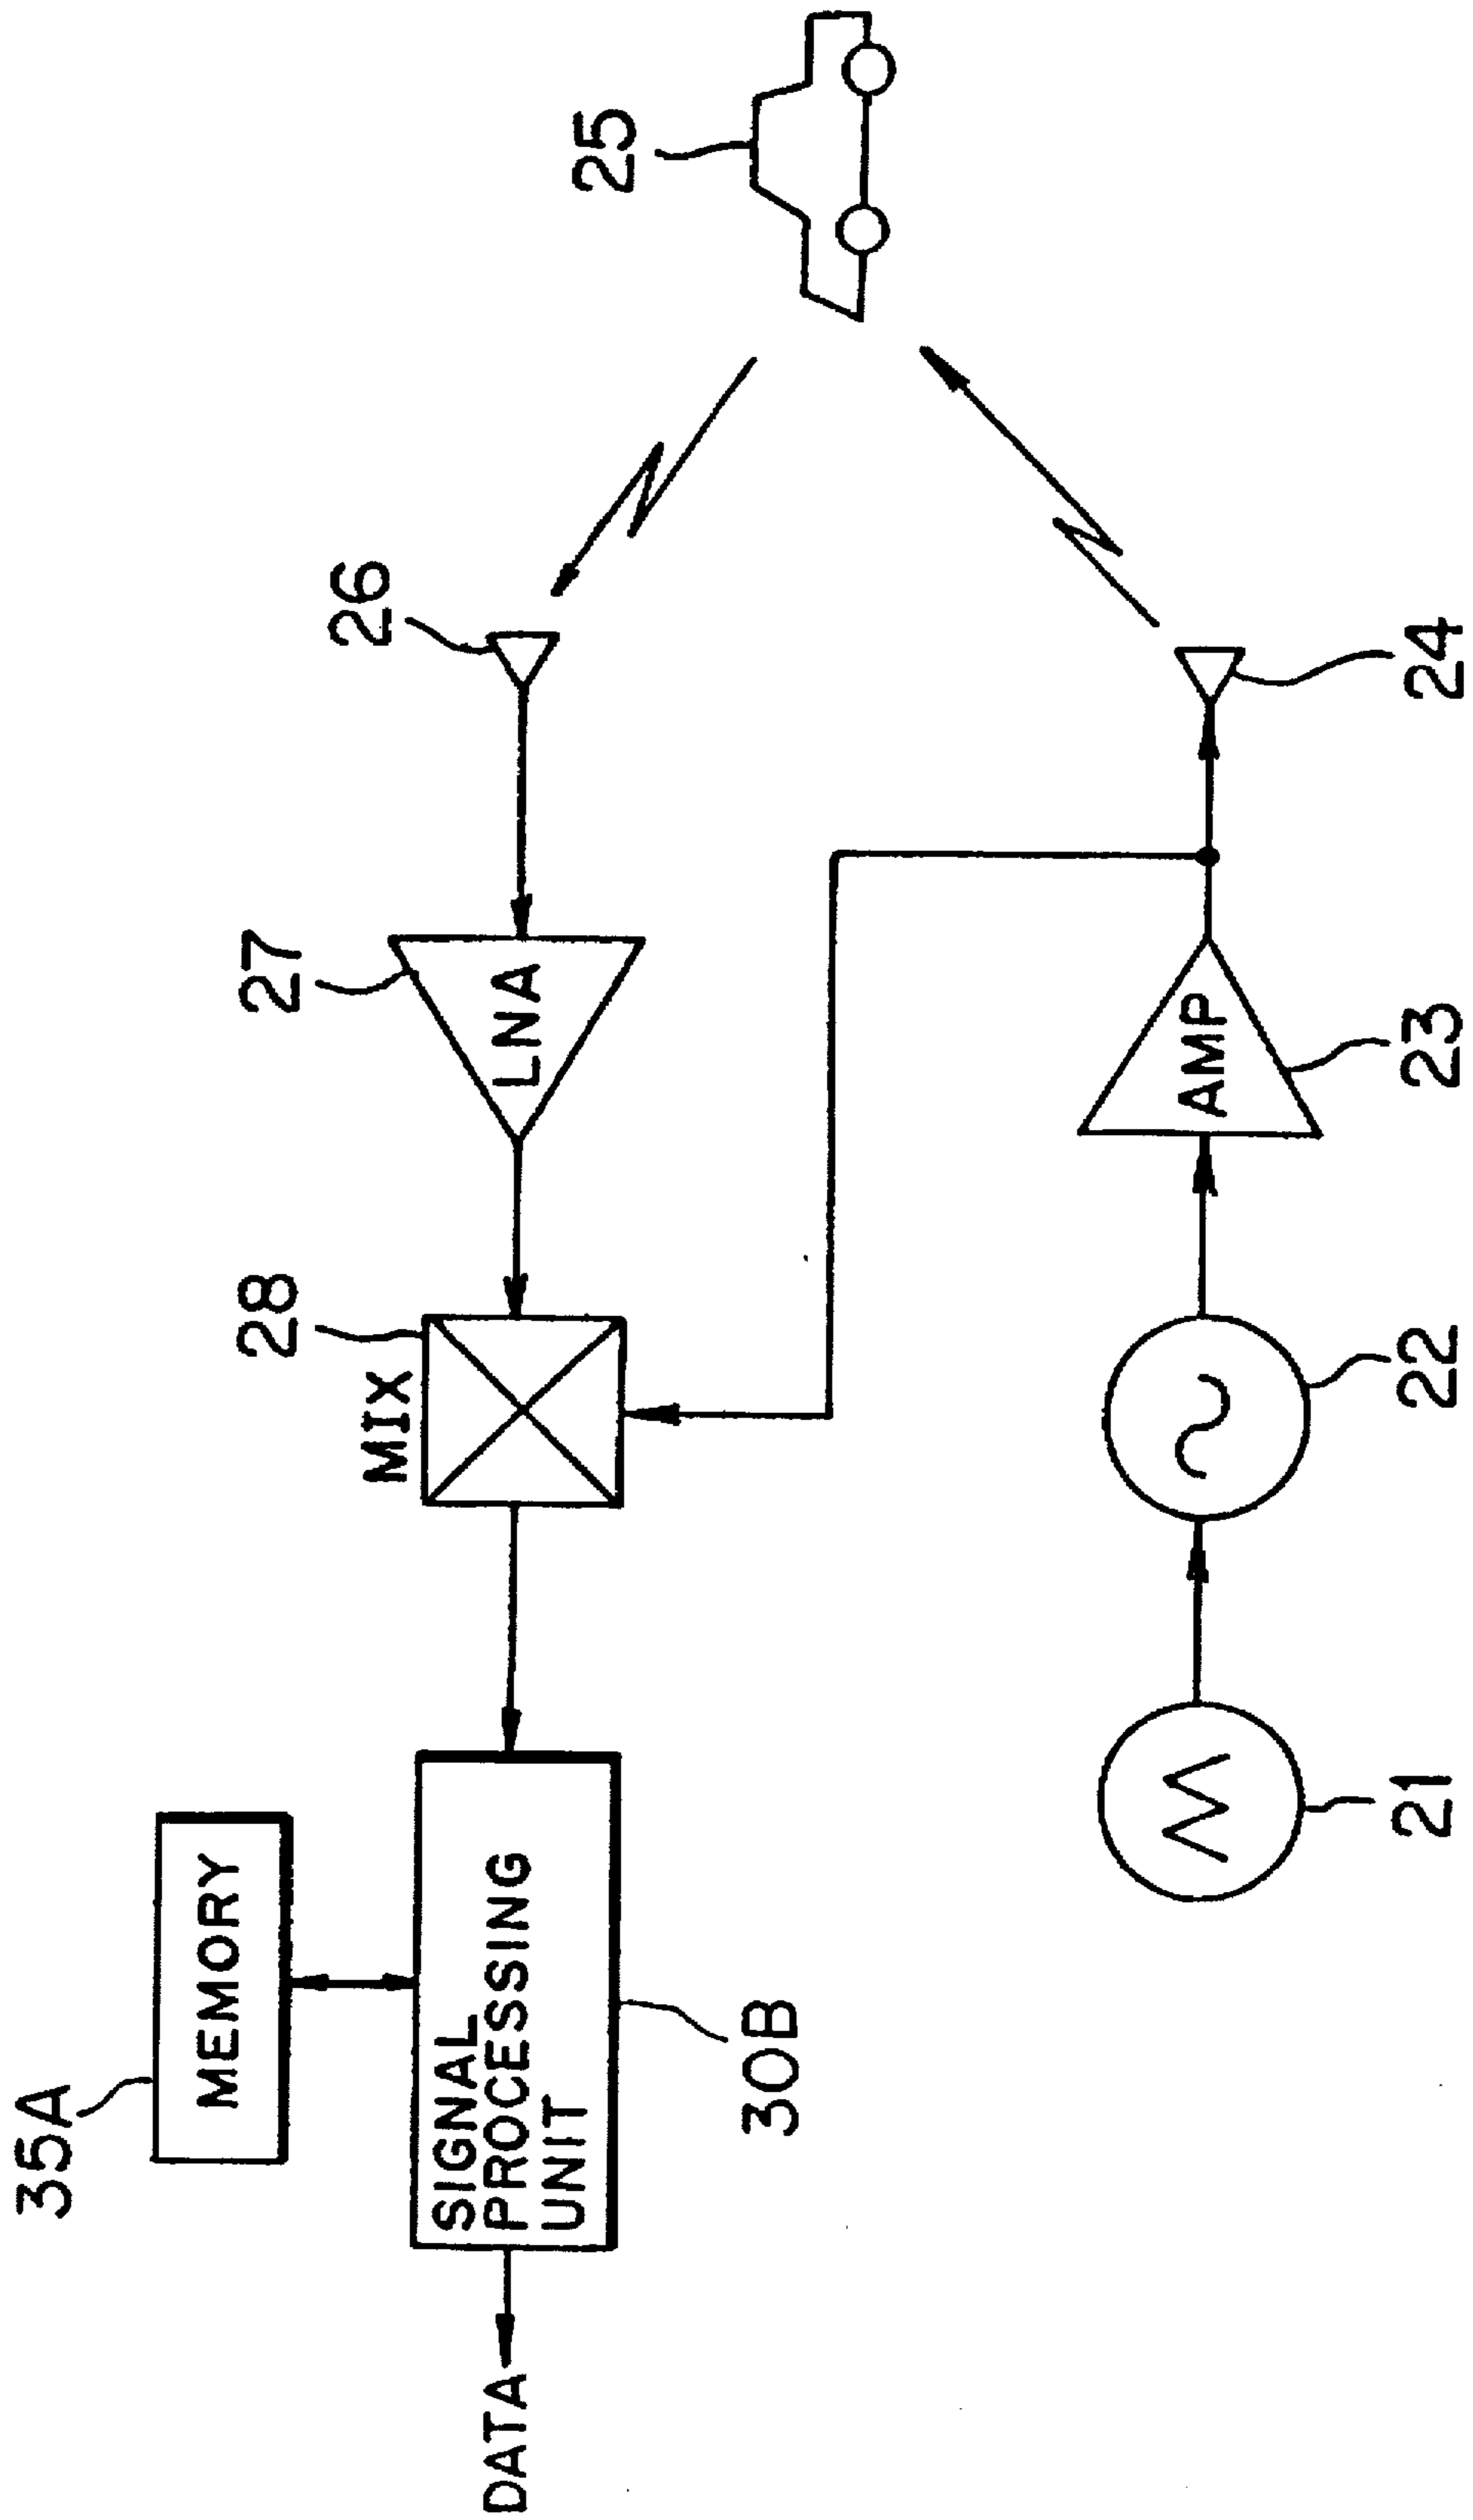 35A
MEMORY
28
27
26
25
MIX
LNA
DATA
SIGNAL
PROCESSING
UNIT
30B
AMP
21
22
23
24